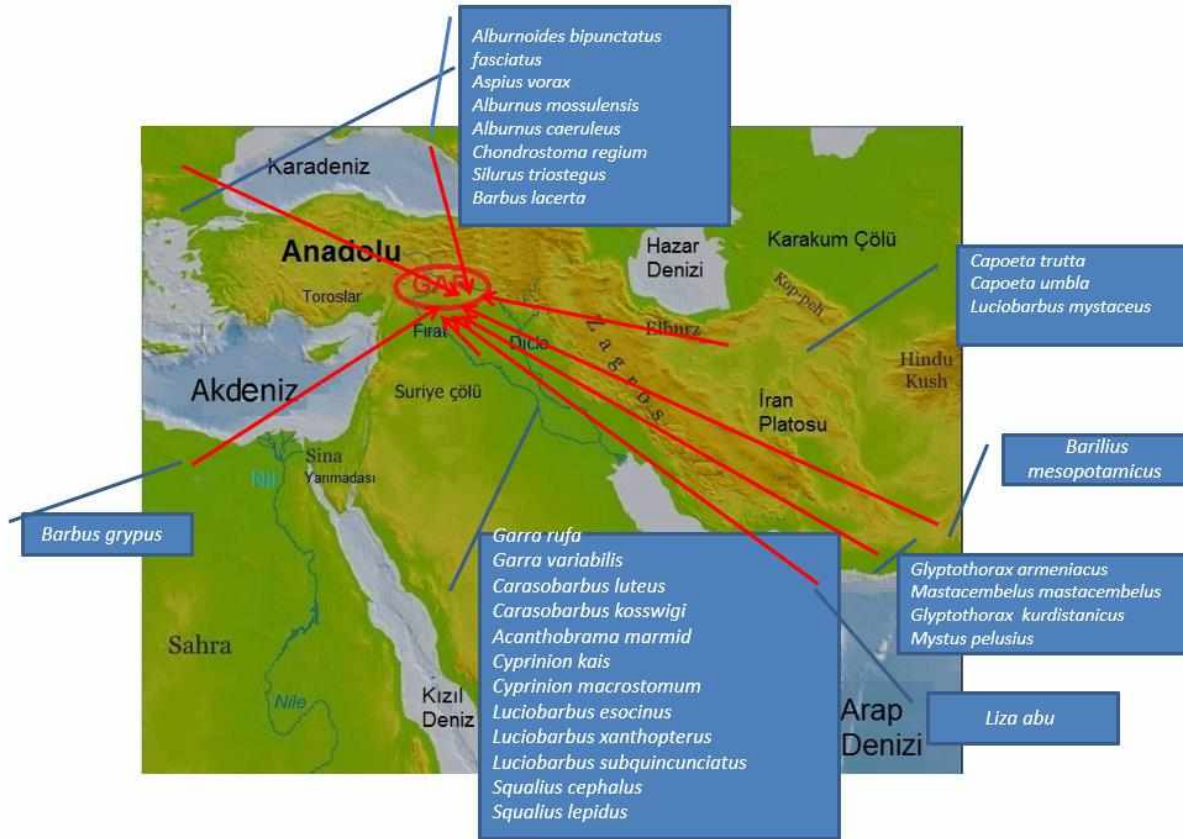 Alburnoides bipunctatus
fasciatus
Aspius vorax
Alburnus mossulensis
Alburnus caeruleus
Chondrostoma regium
Silurus triostegus
Barbus lacerta
Karadeniz
Anadolu
Toroslar
GAP
Hazar
Denizi
Karakum Çölü
Kop-peh
Elburz
Hindu
Kush
Fırat
Dicle
Zagros
İran
Platosu
Akdeniz
Suriye çölü
Sina
Yarımadası
Nil
Sahra
Nile
Kızıl
Deniz
Arap
Denizi
Capoeta trutta
Capoeta umbla
Luciobarbus mystaceus
Barilius
mesopotamicus
Barbus grypus
Garra rufa
Garra variabilis
Carasobarbus luteus
Carasobarbus kosswigi
Acanthobrama marmid
Cyprinion kais
Cyprinion macrostomum
Luciobarbus esocinus
Luciobarbus xanthopterus
Luciobarbus subquincunciatus
Squalius cephalus
Squalius lepidus
Glyptothorax armeniacus
Mastacembelus mastacembelus
Glyptothorax kurdistanicus
Mystus pelusius
Liza abu